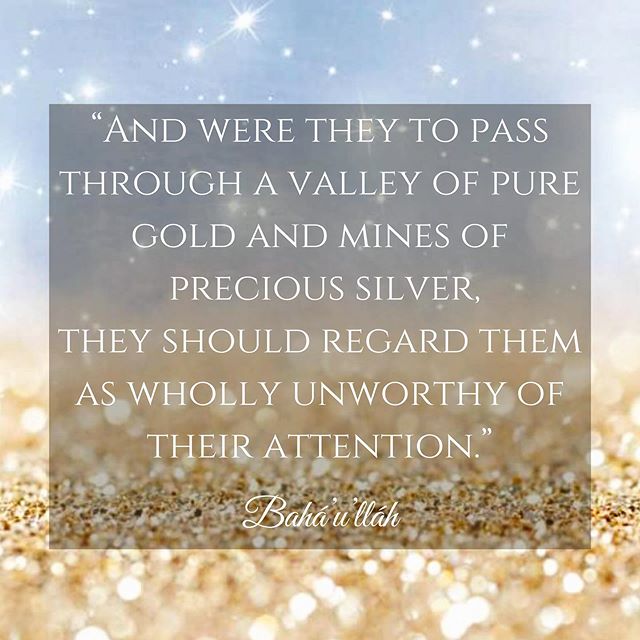 “And were they to pass
through a valley of pure
gold and mines of
precious silver,
they should regard them
as wholly unworthy of
their attention.”
Bahá’u’lláh